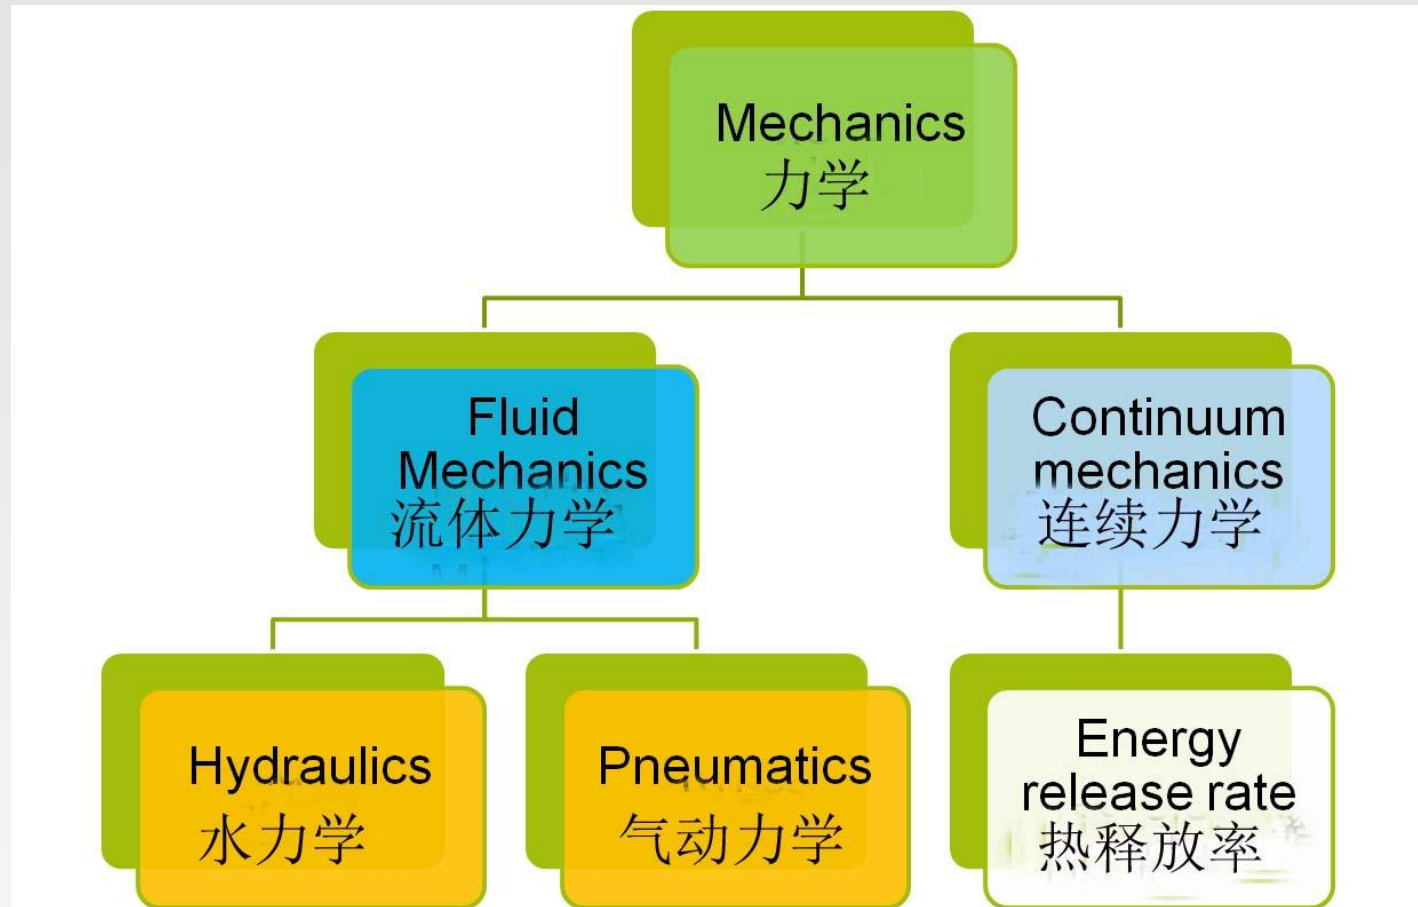 Mechanics
力学
Fluid
Mechanics
流体力学
Continuum
mechanics
连续力学
Hydraulics
水力学
Pneumatics
气动力学
Energy
release rate
热释放率